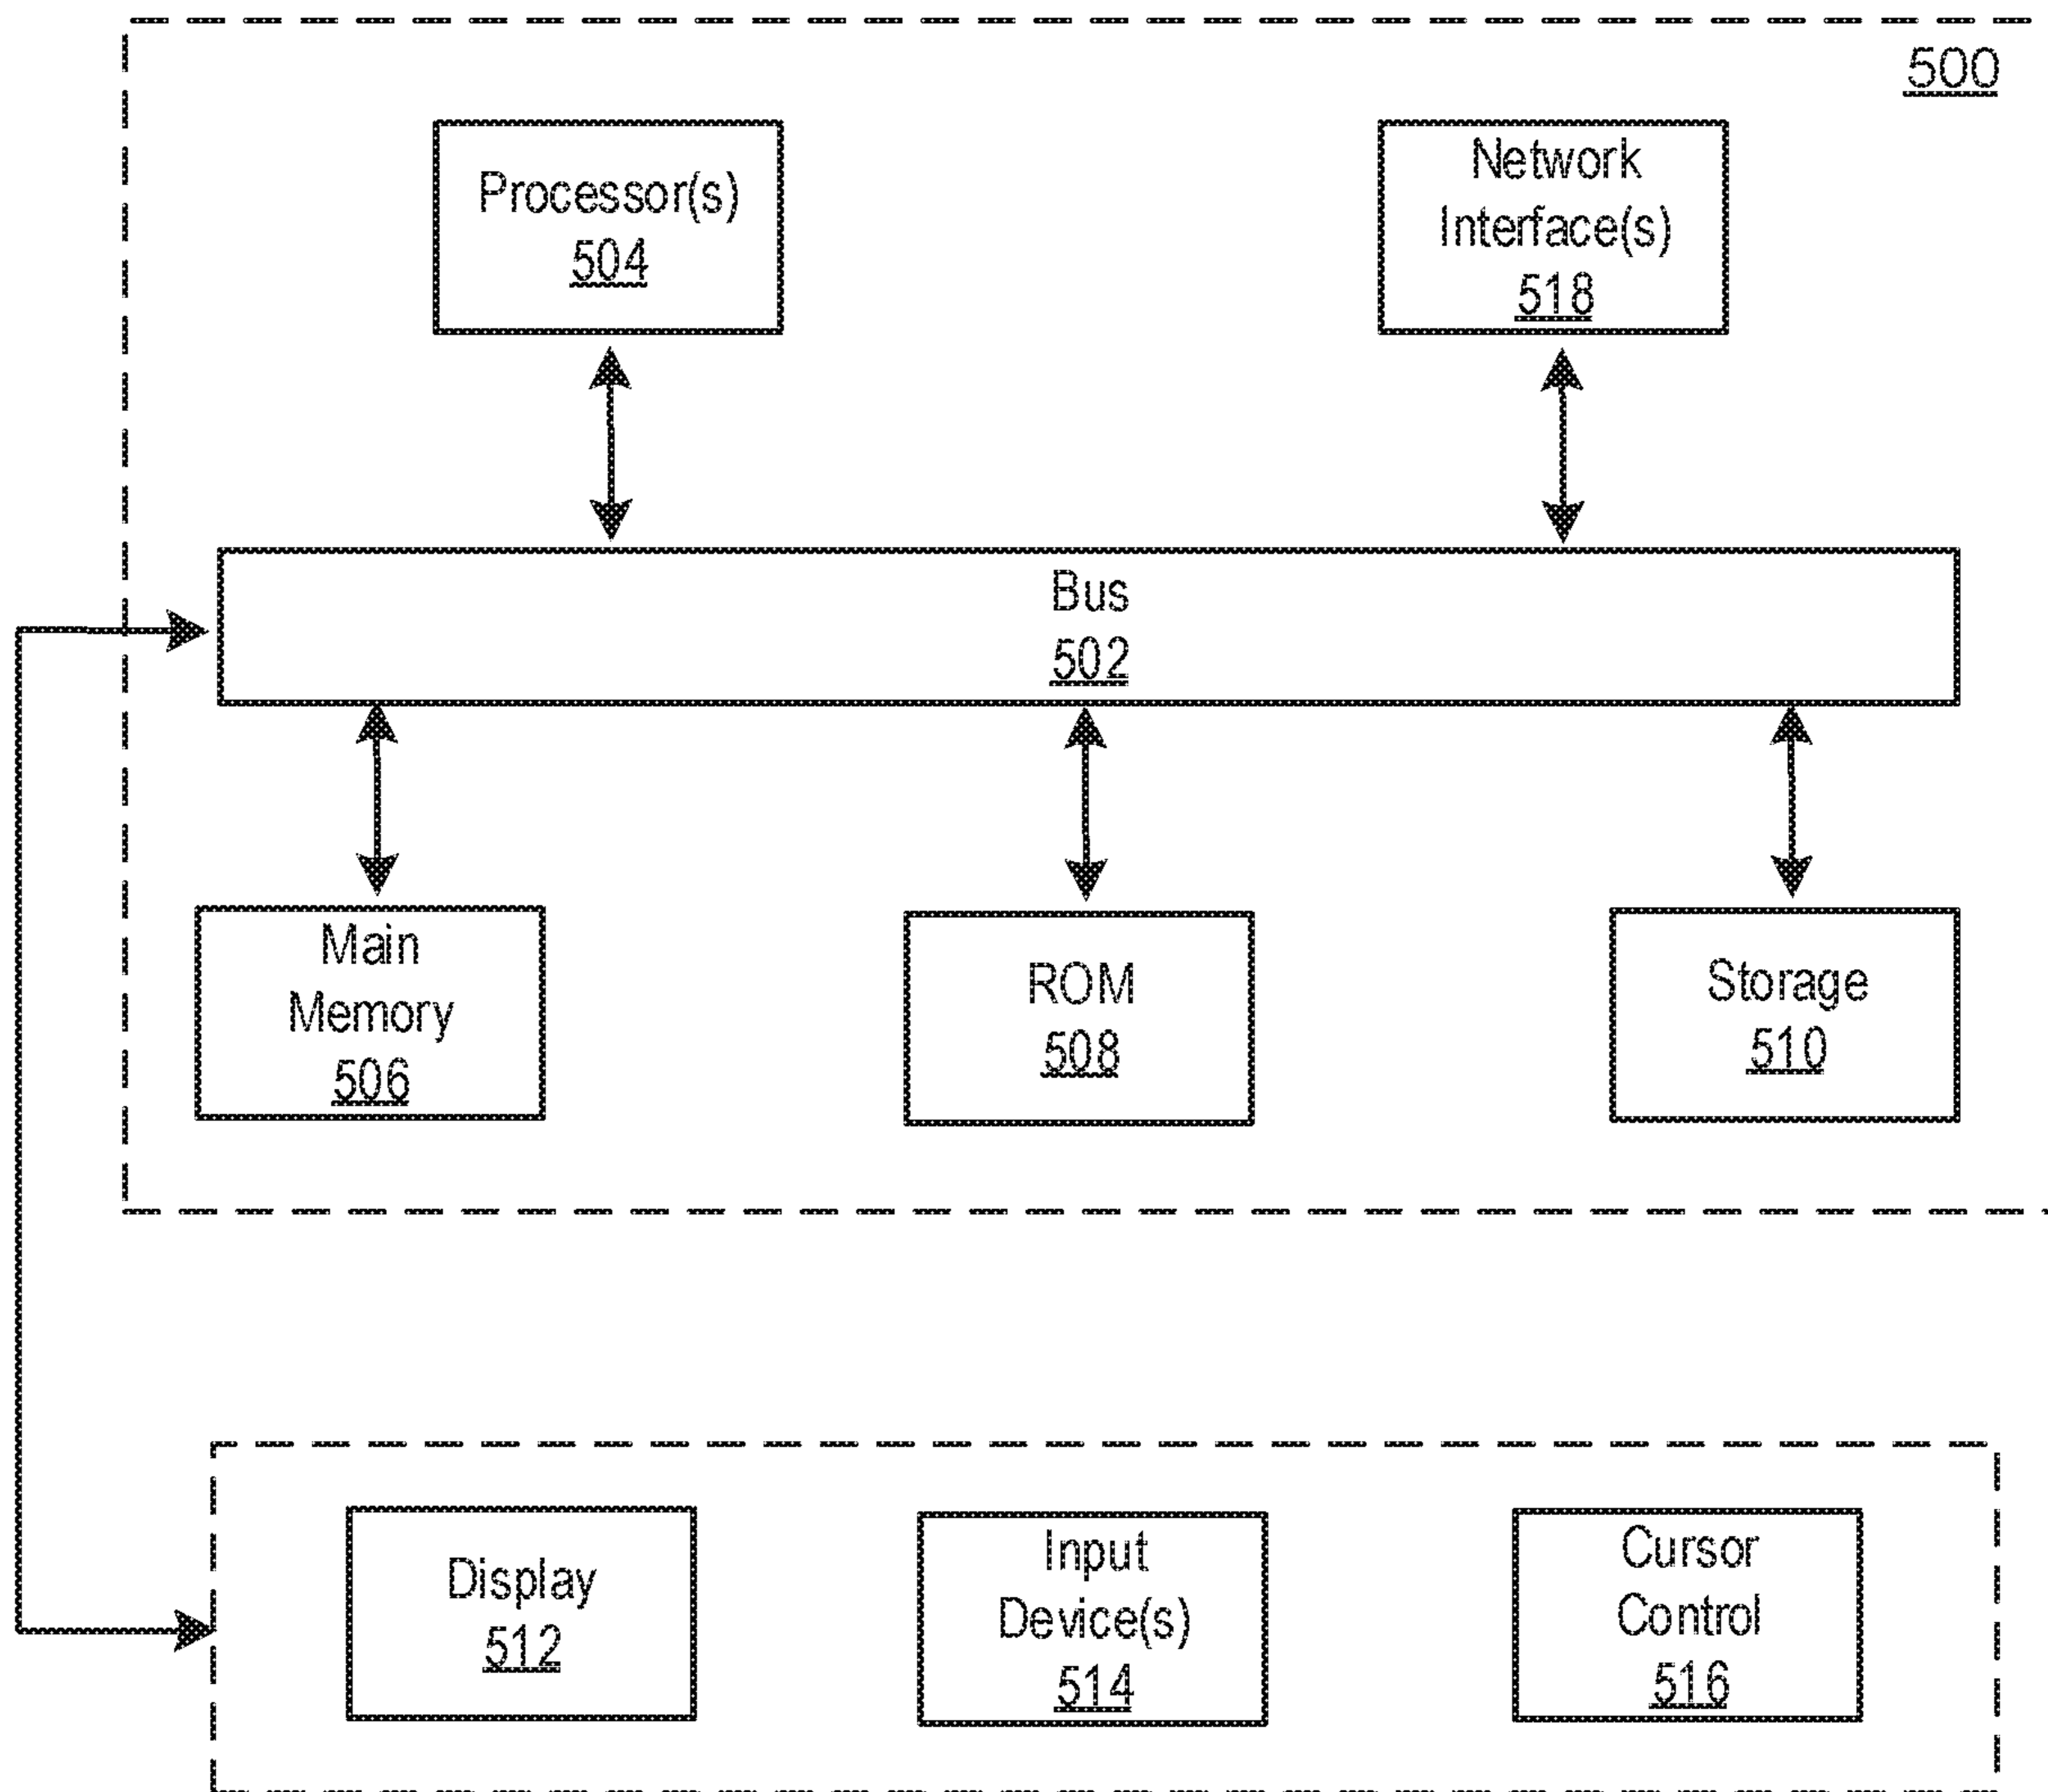 500
Processor(s)
504
Network
Interface(s)
518
Bus
502
Main
Memory
506
ROM
508
Storage
510
Display
512
Input
Device(s)
514
Cursor
Control
516